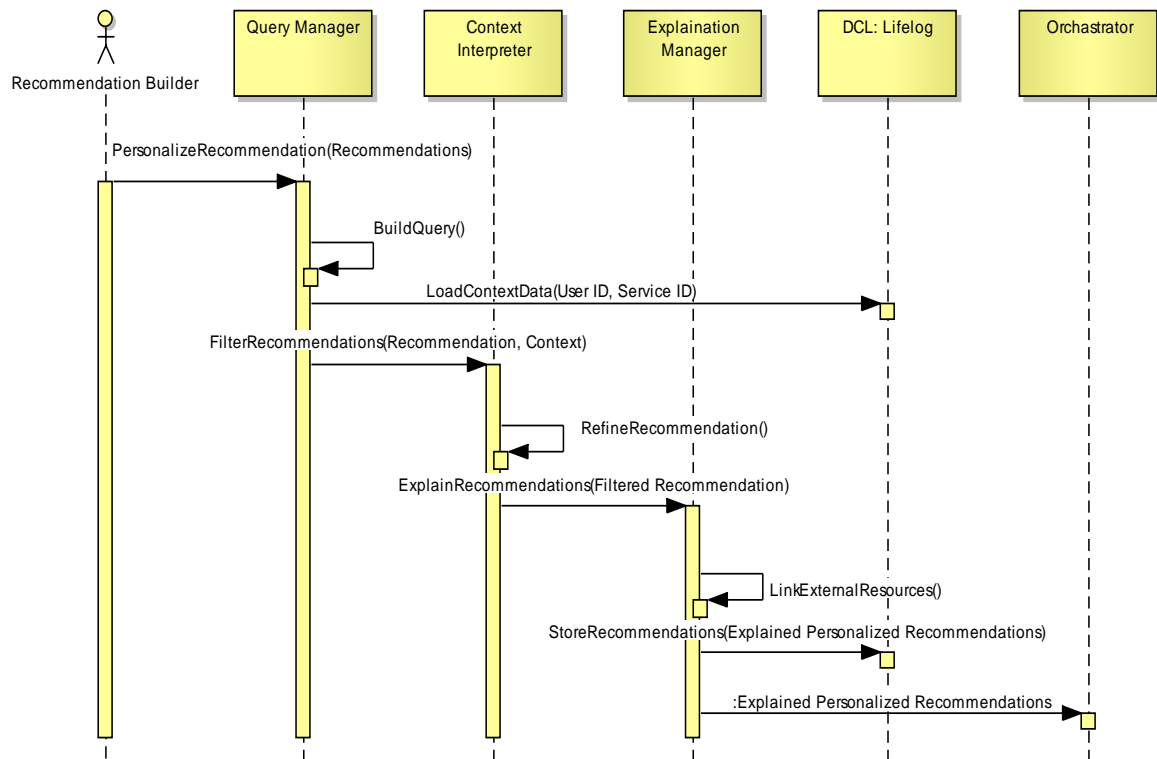 Recommendation Builder
Query Manager
Context
Interpreter
Explaination
Manager
DCL: Lifelog
Orchastrator
PersonalizeRecommendation(Recommendations)
BuildQuery()
LoadContextData(User ID, Service ID)
FilterRecommendations(Recommendation, Context)
RefineRecommendation()
ExplainRecommendations(Filtered Recommendation)
LinkExternalResources()
StoreRecommendations(Explained Personalized Recommendations)
:Explained Personalized Recommendations